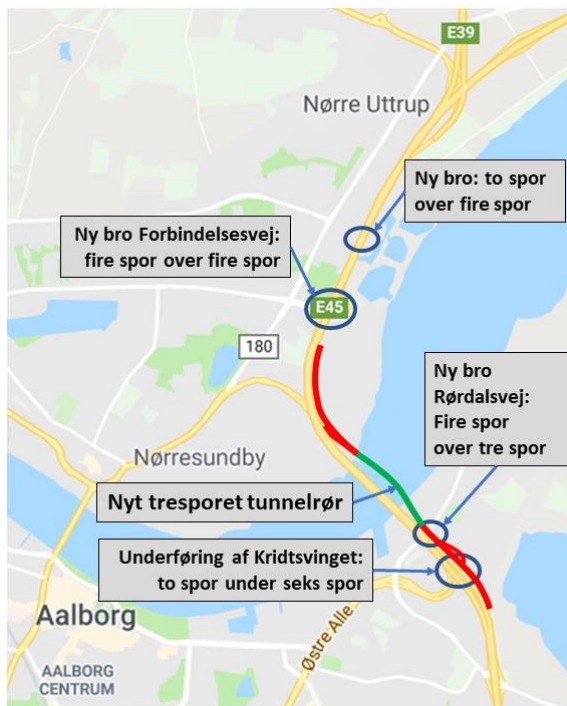 E39
Nørre Uttrup
Ny bro: to spor
over fire spor
Ny bro Forbindelsesvej:
fire spor over fire spor
E45
180
Ny bro
Rørdalsvej:
Fire spor
over tre spor
Nørresundby
Nyt tresporet tunnelrør
Underføring af Kridtsvinget:
to spor under seks spor
Aalborg
Østre Alle
AALBORG
CENTRUM